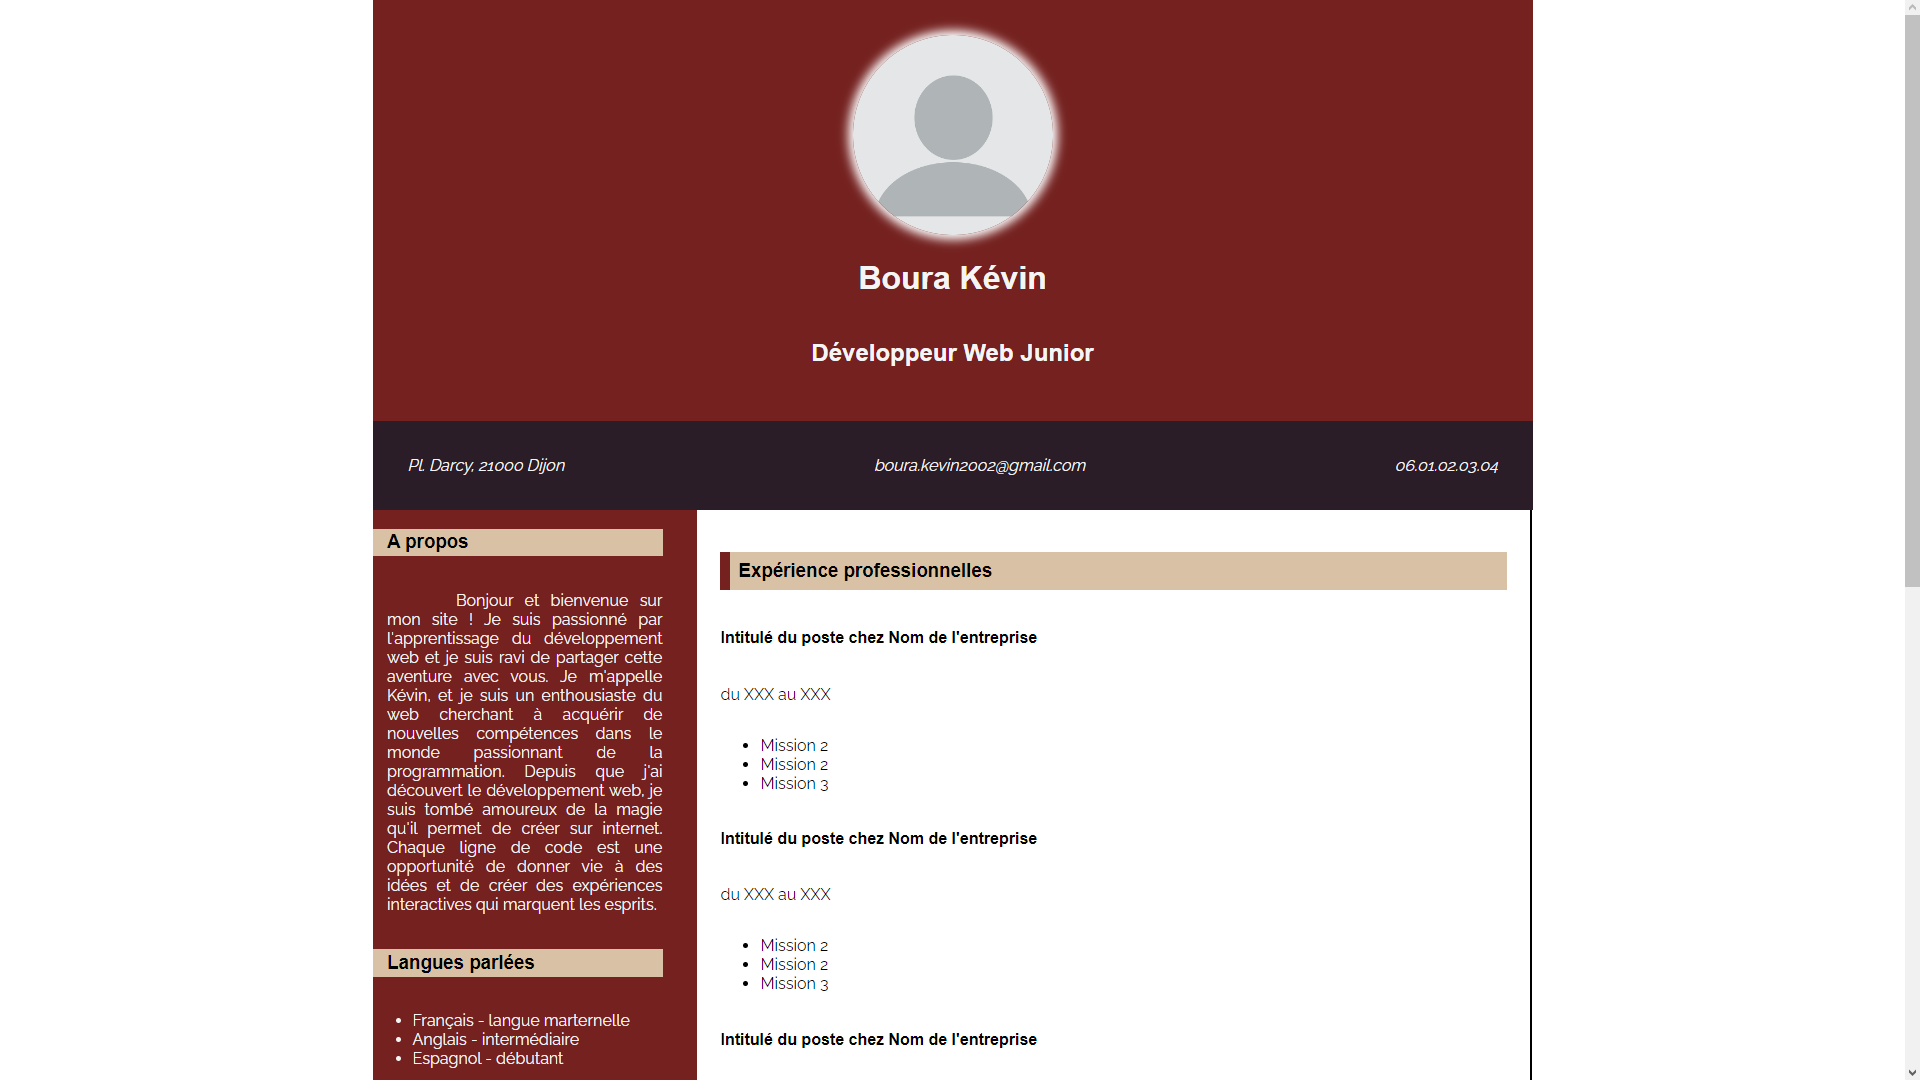 Boura Kévin
Développeur Web Junior
Pl. Darcy, 21000 Dijon
boura.kevin2002@gmail.com
06.01.02.03.04
A propos
Bonjour et bienvenue sur
mon site ! Je suis passionné par
l'apprentissage du développement
web et je suis ravi de partager cette
aventure avec vous. Je m'appelle
Kévin, et je suis un enthousiaste du
web cherchant à acquérir de
nouvelles compétences dans le
monde passionnant de la
programmation. Depuis que j'ai
découvert le développement web, je
suis tombé amoureux de la magie
qu'il permet de créer sur internet.
Chaque ligne de code est une
opportunité de donner vie à des
idées et de créer des expériences
interactives qui marquent les esprits.
Langues parlées
Français - langue marternelle
Anglais - intermédiaire
Espagnol - débutant
Expérience professionnelles
Intitulé du poste chez Nom de l'entreprise
du XXX au XXX
Mission 2
Mission 2
Mission 3
Intitulé du poste chez Nom de l'entreprise
du XXX au XXX
Mission 2
Mission 2
Mission 3
Intitulé du poste chez Nom de l'entreprise